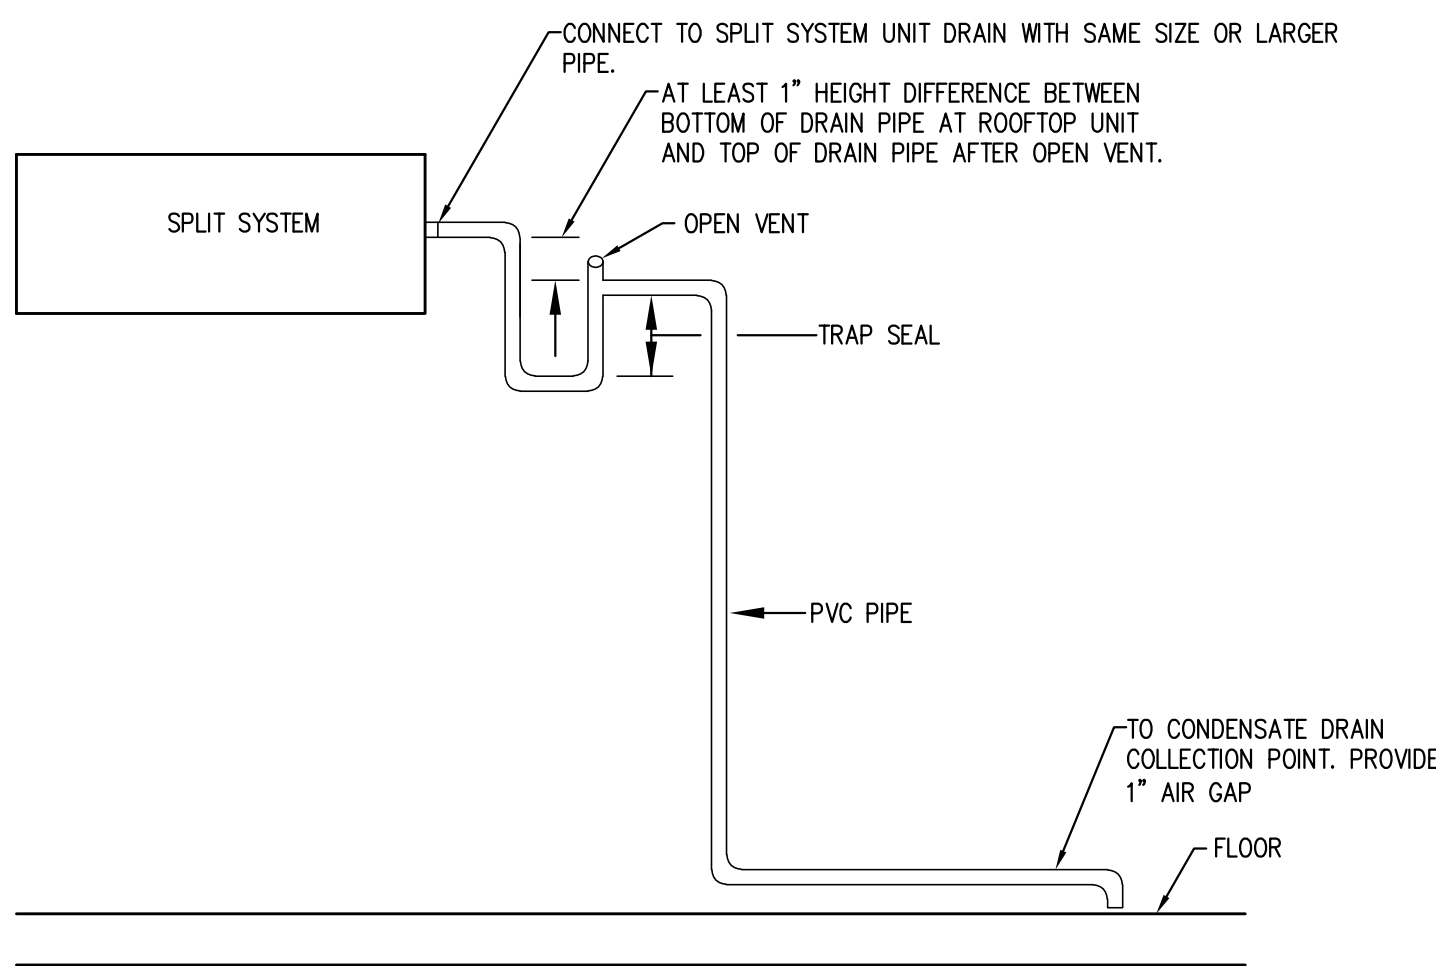 CONNECT TO SPLIT SYSTEM UNIT DRAIN WITH SAME SIZE OR LARGER
PIPE.
AT LEAST 1" HEIGHT DIFFERENCE BETWEEN
BOTTOM OF DRAIN PIPE AT ROOFTOP UNIT
AND TOP OF DRAIN PIPE AFTER OPEN VENT.
SPLIT SYSTEM
OPEN VENT
TRAP SEAL
PVC PIPE
TO CONDENSATE DRAIN
COLLECTION POINT. PROVIDE
1" AIR GAP
FLOOR